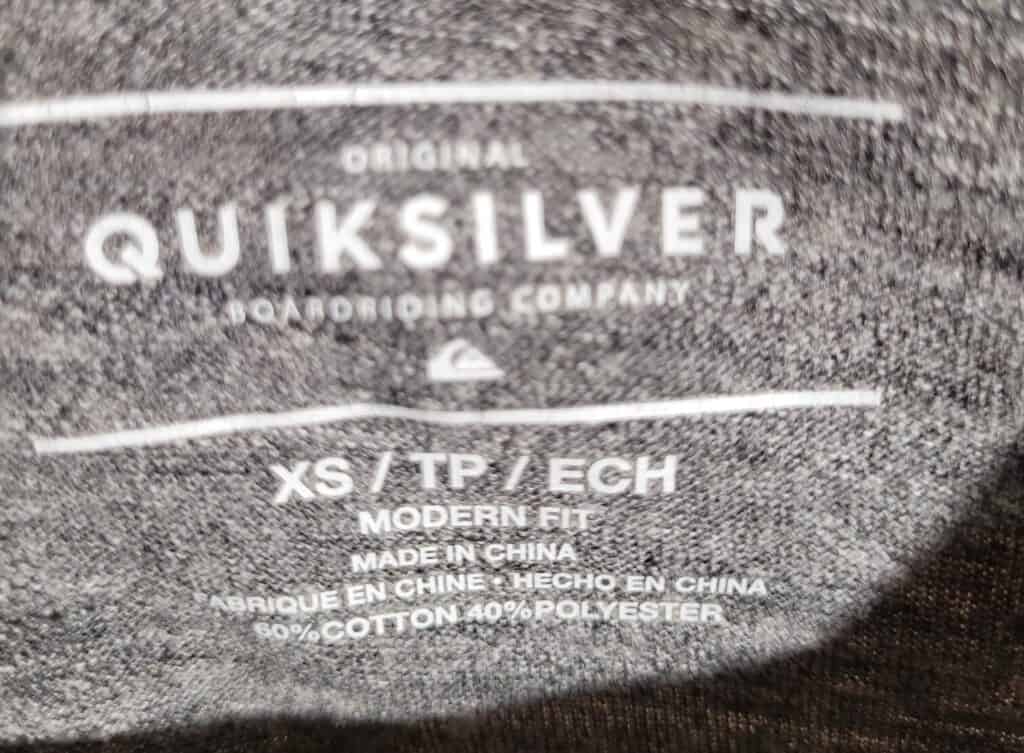 ORIGINAL
QUIKSILVER
BOARDRIDING COMPANY
XS / TP / ECH
MODERN FIT
MADE IN CHINA
FABRIQUE EN CHINE • HECHO EN CHINA
60%COTTON 40%POLYESTER